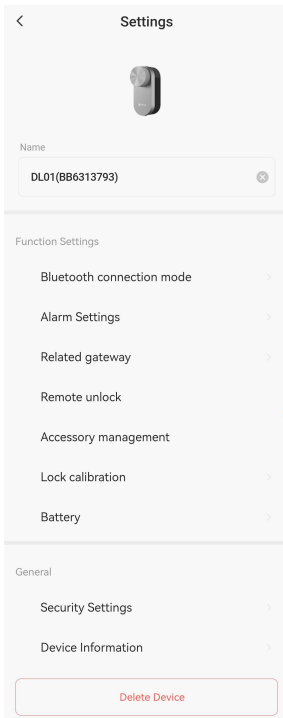 Settings
Name
DL01(BB6313793)
Function Settings
Bluetooth connection mode
Alarm Settings
Related gateway
Remote unlock
Accessory management
Lock calibration
Battery
General
Security Settings
Device Information
Delete Device